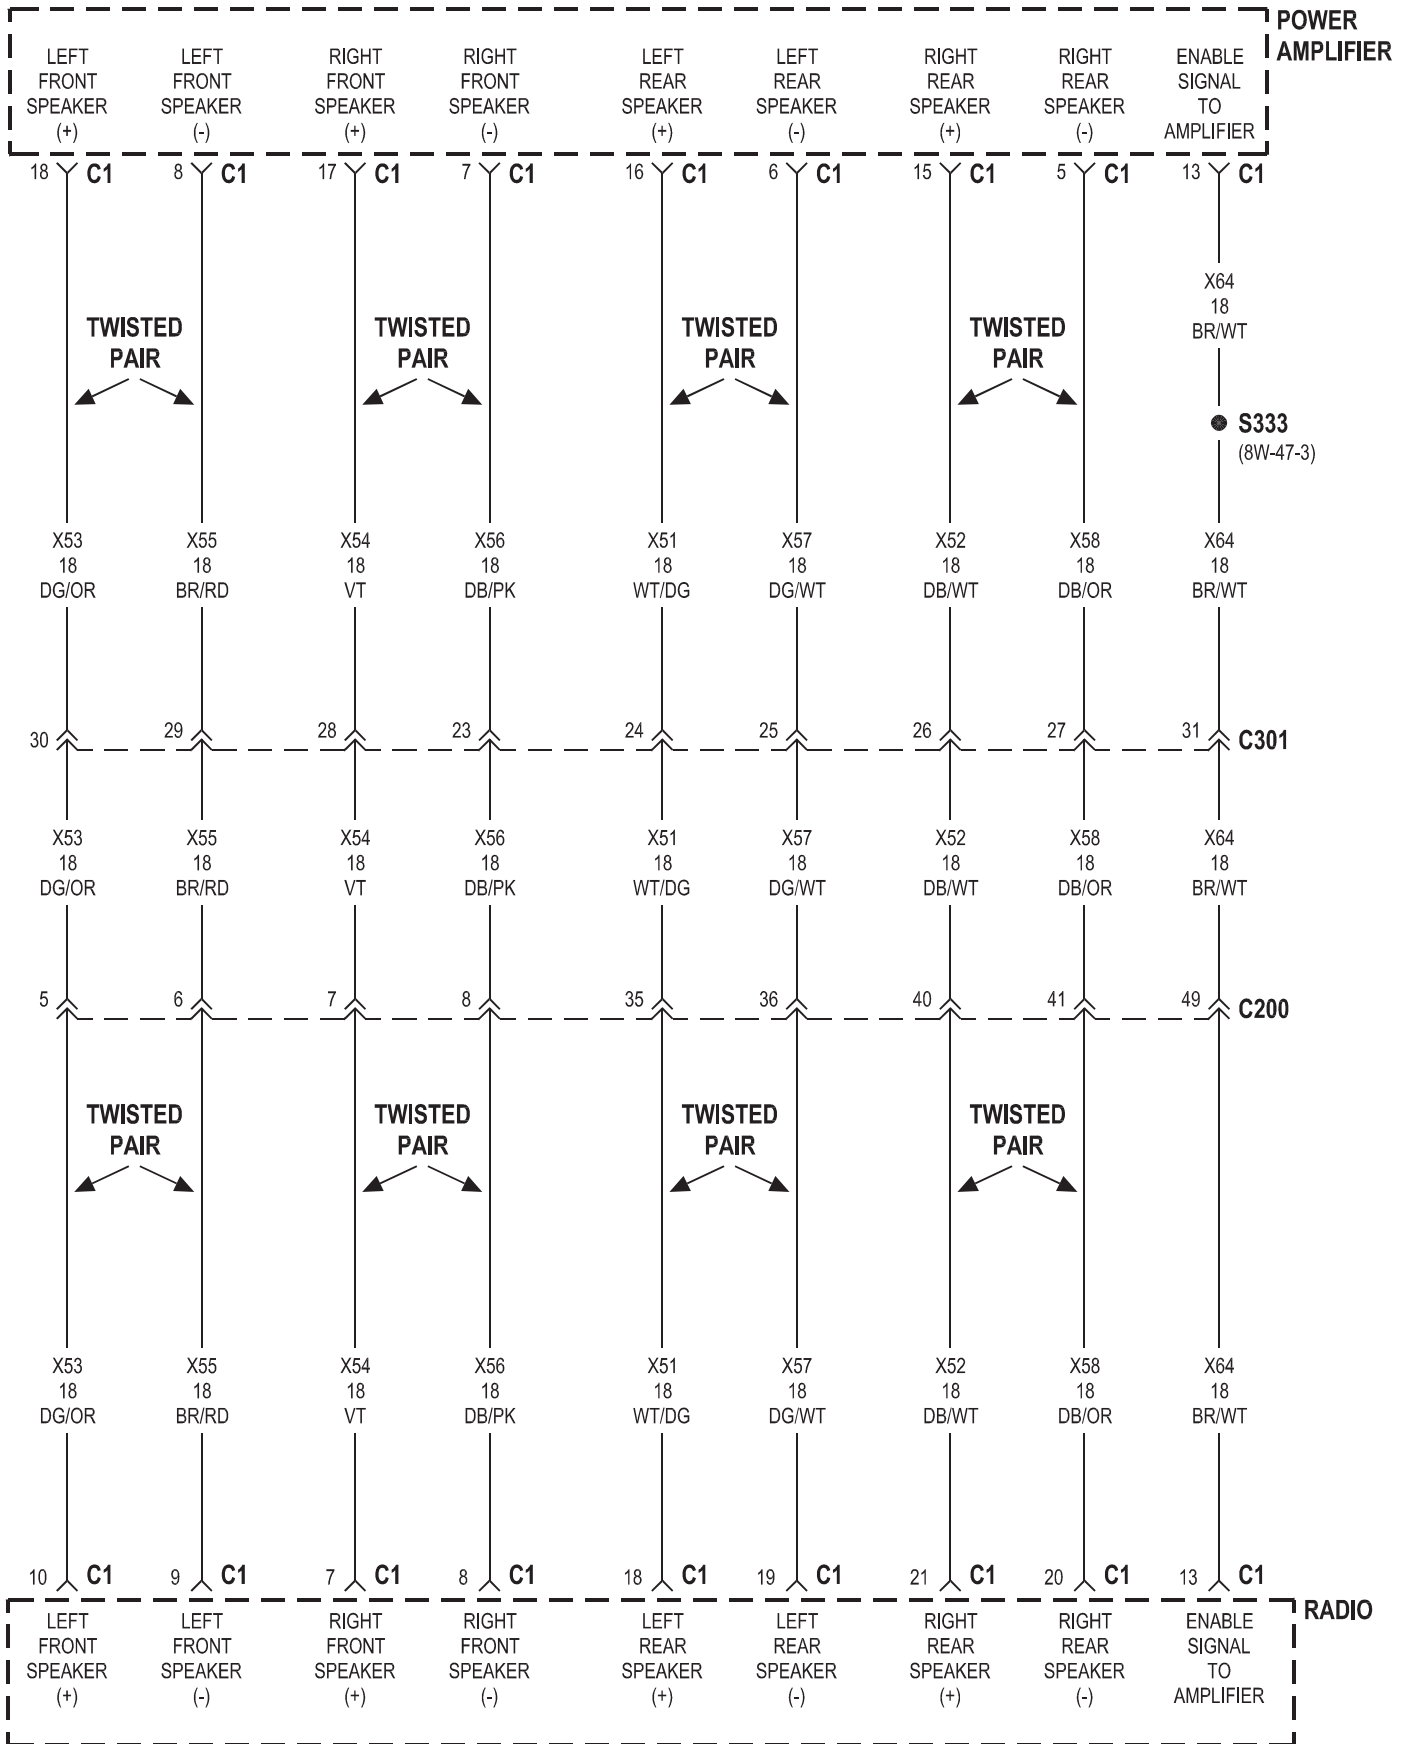 POWER
AMPLIFIER
LEFT LEFT RIGHT RIGHT LEFT LEFT RIGHT RIGHT ENABLE
FRONT FRONT FRONT FRONT REAR REAR REAR REAR SIGNAL
SPEAKER SPEAKER SPEAKER SPEAKER SPEAKER SPEAKER SPEAKER SPEAKER TO
(+) (-) (+) (-) (+) (-) (+) (-) AMPLIFIER
18 C1 8 C1 17 C1 7 C1 16 C1 6 C1 15 C1 5 C1 13 C1
X64
18
BR/WT
TWISTED TWISTED TWISTED TWISTED
PAIR PAIR PAIR PAIR
S333
(8W-47-3)
X53 X55 X54 X56 X51 X57 X52 X58 X64
18 18 18 18 18 18 18 18 18
DG/OR BR/RD VT DB/PK WT/DG DG/WT DB/WT DB/OR BR/WT
30 29 28 23 24 25 26 27 31 C301
X53 X55 X54 X56 X51 X57 X52 X58 X64
18 18 18 18 18 18 18 18 18
DG/OR BR/RD VT DB/PK WT/DG DG/WT DB/WT DB/OR BR/WT
5 6 7 8 35 36 40 41 49 C200
TWISTED TWISTED TWISTED TWISTED
PAIR PAIR PAIR PAIR
X53 X55 X54 X56 X51 X57 X52 X58 X64
18 18 18 18 18 18 18 18 18
DG/OR BR/RD VT DB/PK WT/DG DG/WT DB/WT DB/OR BR/WT
10 C1 9 C1 7 C1 8 C1 18 C1 19 C1 21 C1 20 C1 13 C1
RADIO
LEFT LEFT RIGHT RIGHT LEFT LEFT RIGHT RIGHT ENABLE
FRONT FRONT FRONT FRONT REAR REAR REAR REAR SIGNAL
SPEAKER SPEAKER SPEAKER SPEAKER SPEAKER SPEAKER SPEAKER SPEAKER TO
(+) (-) (+) (-) (+) (-) (+) (-) AMPLIFIER